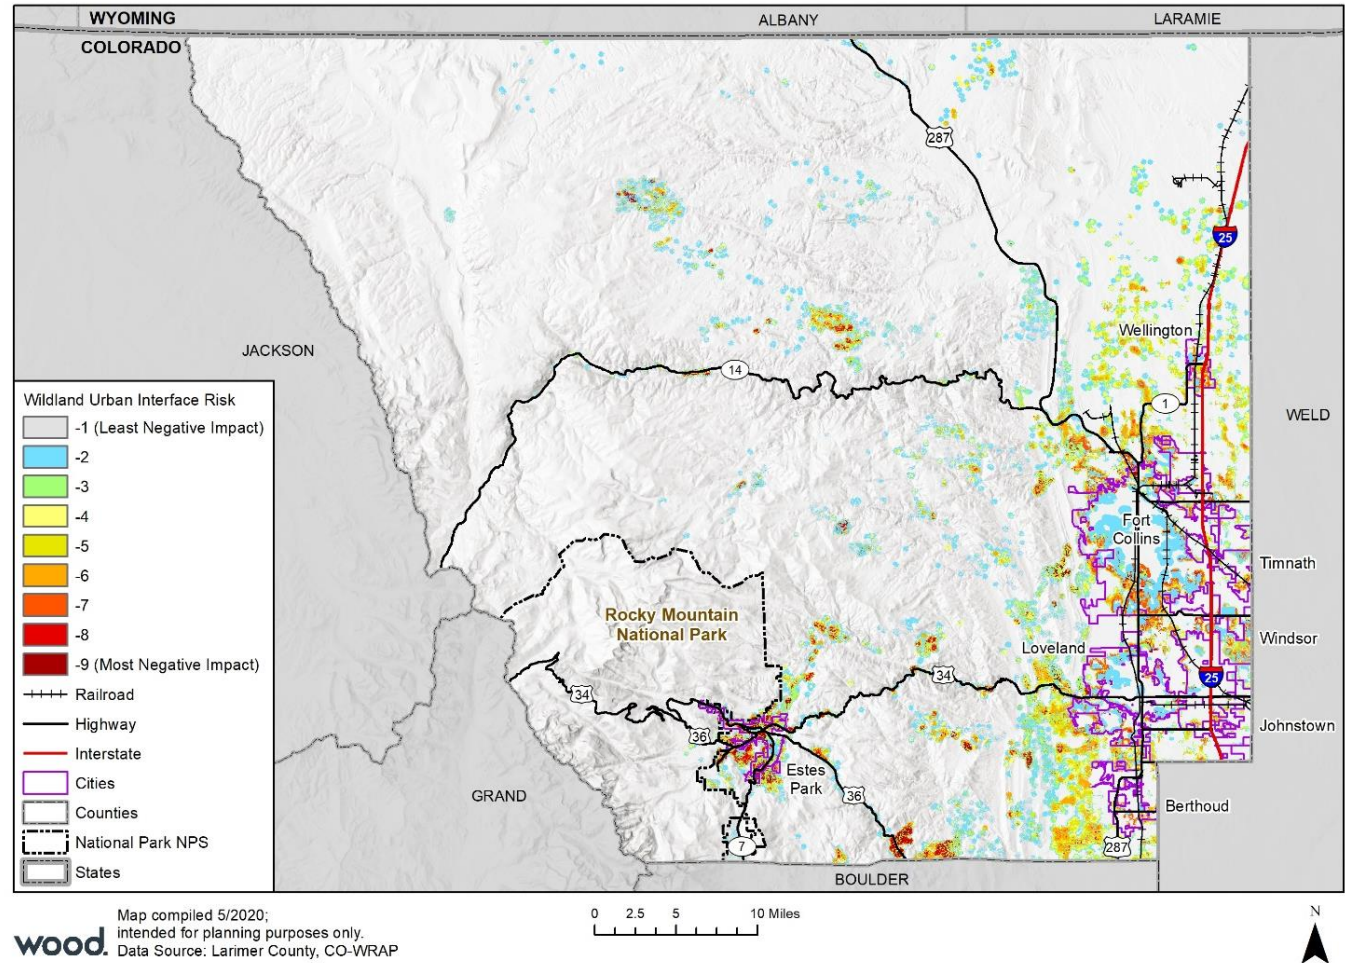 WYOMING
ALBANY
LARAMIE
COLORADO
287
25
Wellington
JACKSON
14
1
WELD
Wildland Urban Interface Risk
-1 (Least Negative Impact)
-2
-3
-4
-5
-6
-7
-8
-9 (Most Negative Impact)
Railroad
Highway
Interstate
Cities
Counties
National Park NPS
States
Fort
Collins
Timnath
Rocky Mountain
National Park
Windsor
Loveland
34
34
25
Johnstown
36
Estes
Park
GRAND
36
Berthoud
7
287
BOULDER
wood.
Map compiled 5/2020;
intended for planning purposes only.
Data Source: Larimer County, CO-WRAP
0 2.5 5 10 Miles
N